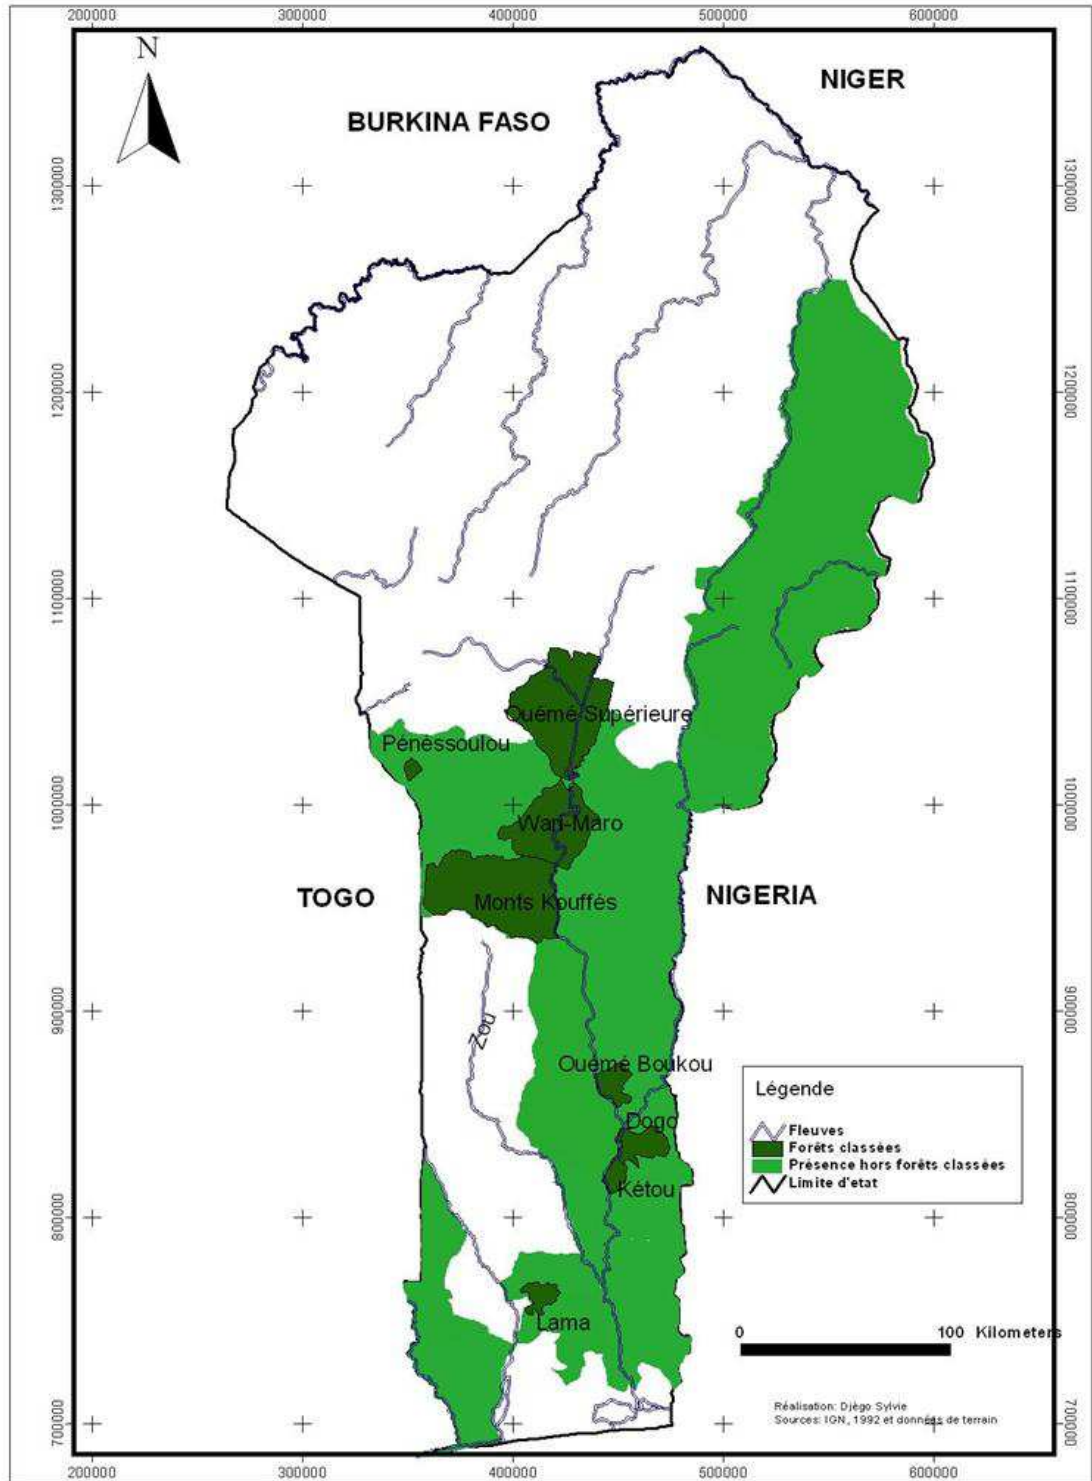 200000 300000 400000 500000 600000
N
NIGER
BURKINA FASO
1300000 1300000
1200000 1200000
1100000 1100000
Ouémé Supérieure
Pénéssoulou
1000000 1000000
Wari-Maro
TOGO
NIGERIA
Monts Kouffés
900000 900000
Zou
Ouémé Boukou
Légende
Dogo
Fleuves
Forêts classées
Présence hors forêts classées
Limite d'etat
Kétou
800000 800000
Lama
0 100 Kilometers
Réalisation: Djègo Sylvie
Sources: IGN, 1992 et données de terrain
700000 700000
200000 300000 400000 500000 600000